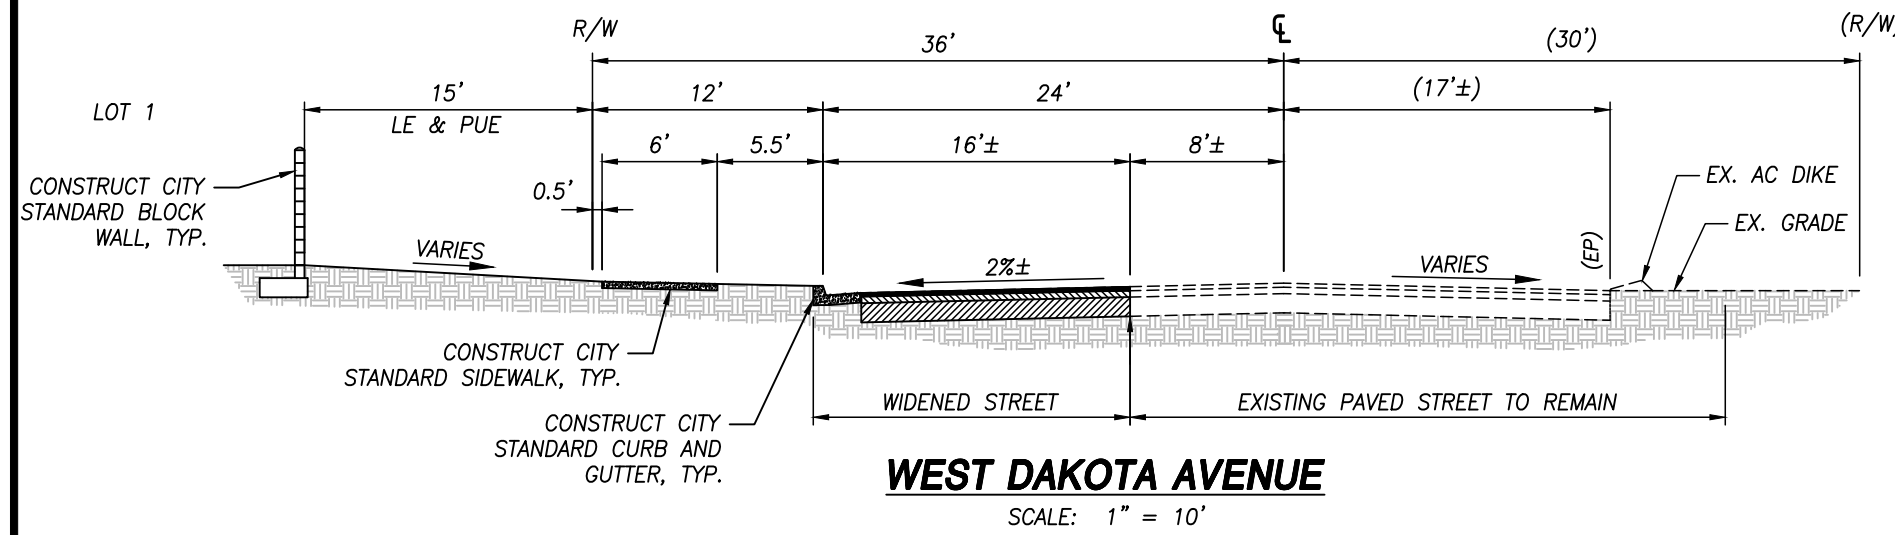 R/W
℄
(R/W)
36'
(30')
LOT 1
15'
12'
24'
(17'±)
LE & PUE
6'
5.5'
16'±
8'±
CONSTRUCT CITY
STANDARD BLOCK
WALL, TYP.
0.5'
EX. AC DIKE
EX. GRADE
VARIES
2%±
VARIES
(EP)
CONSTRUCT CITY
STANDARD SIDEWALK, TYP.
WIDENED STREET
EXISTING PAVED STREET TO REMAIN
CONSTRUCT CITY
STANDARD CURB AND
GUTTER, TYP.
WEST DAKOTA AVENUE
SCALE: 1" = 10'